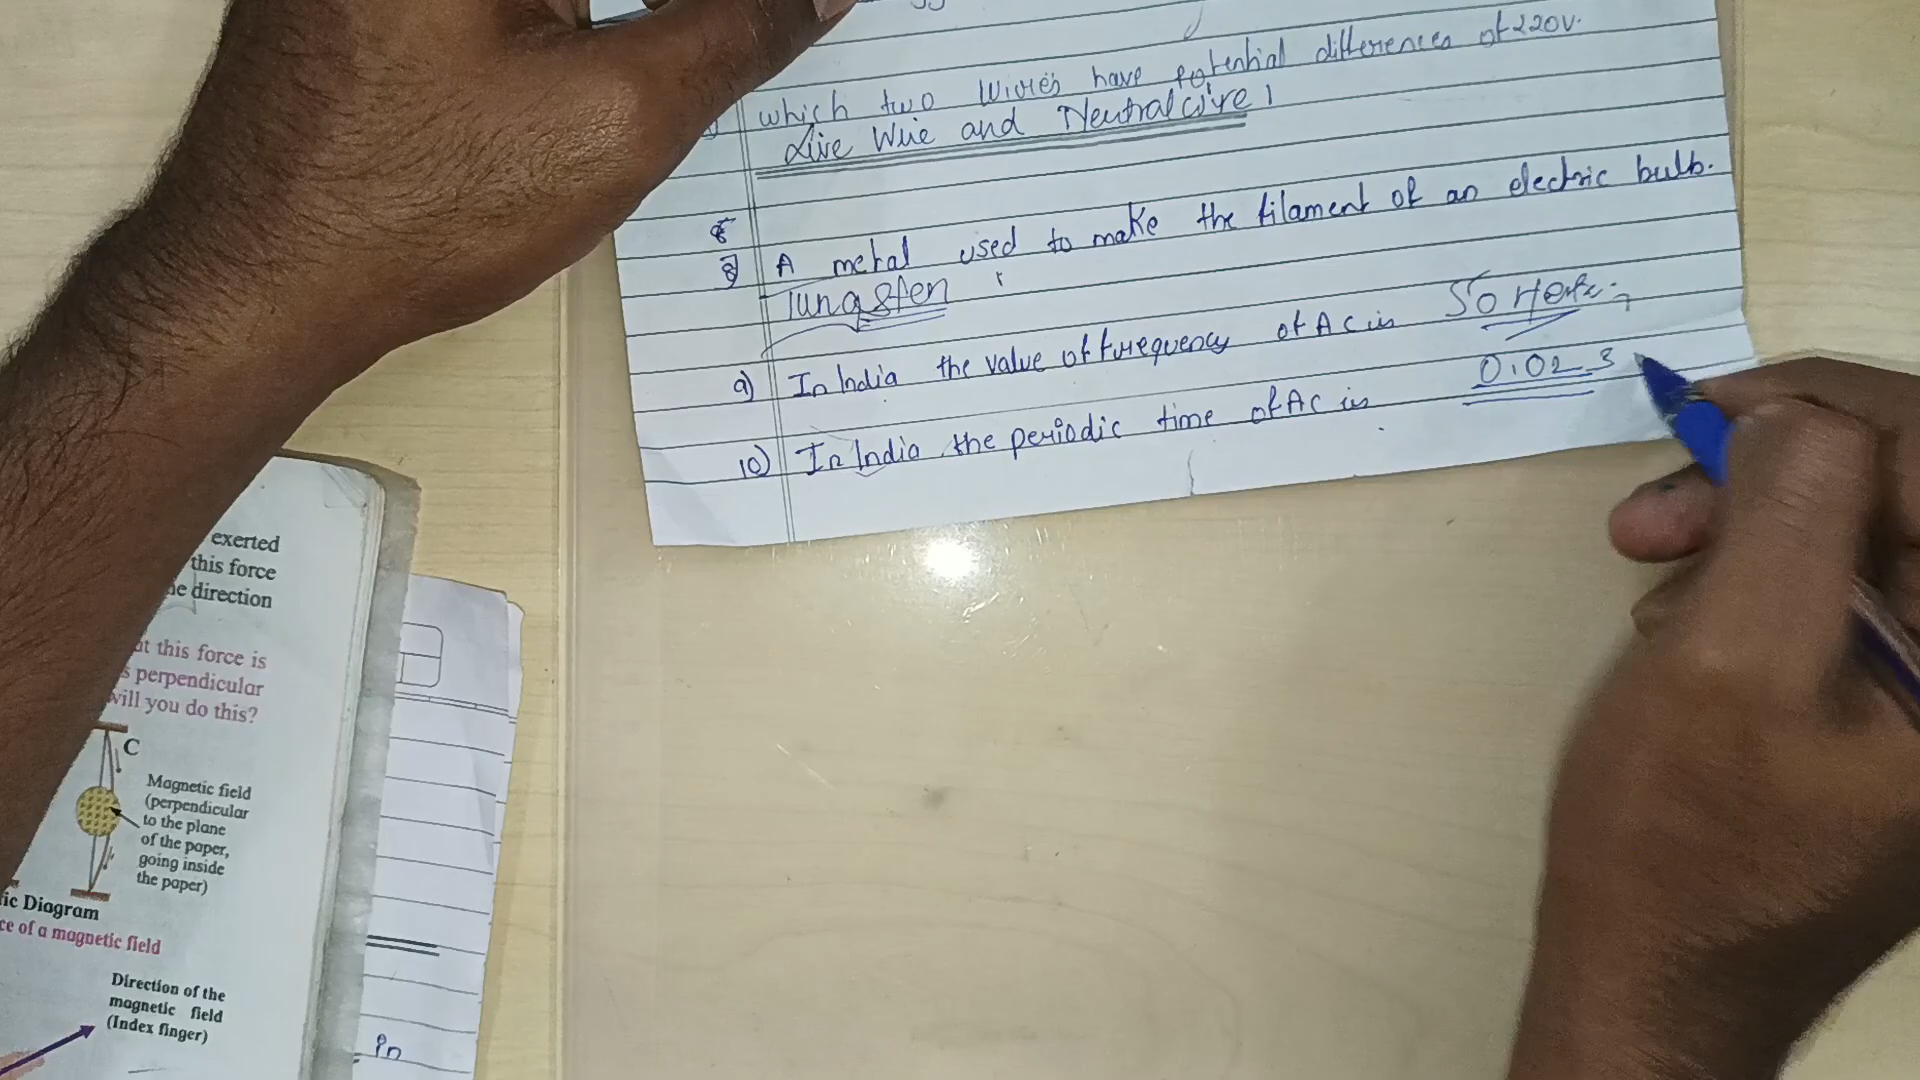 which two wires have potential differences of 220V.
Live Wire and Neutral wire
8) A metal used to make the filament of an electric bulb.
Tungsten
9) In India the value of frequency of AC is 50 Hertz.
10) In India the periodic time of AC is 0.02 s
exerted
this force
direction
this force is
perpendicular
will you do this?
C
Magnetic field
(perpendicular
to the plane
of the paper,
going inside
the paper)
ic Diagram
ce of a magnetic field
Direction of the
magnetic field
(Index finger)
in